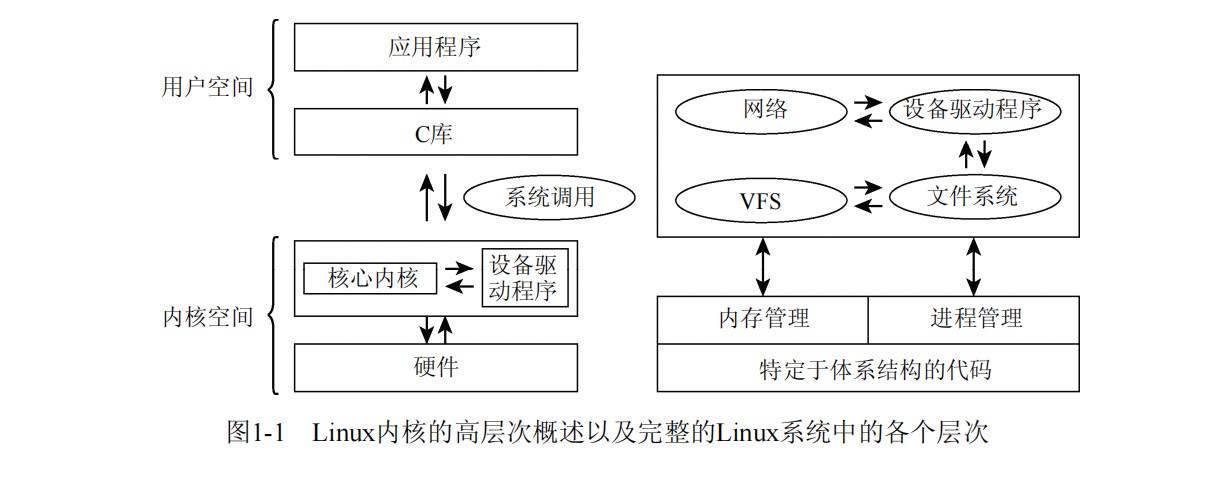 应用程序
用户空间
C库
系统调用
核心内核
设备驱
动程序
内核空间
硬件
网络
设备驱动程序
VFS
文件系统
内存管理
进程管理
特定于体系结构的代码
图1-1 Linux内核的高层次概述以及完整的Linux系统中的各个层次